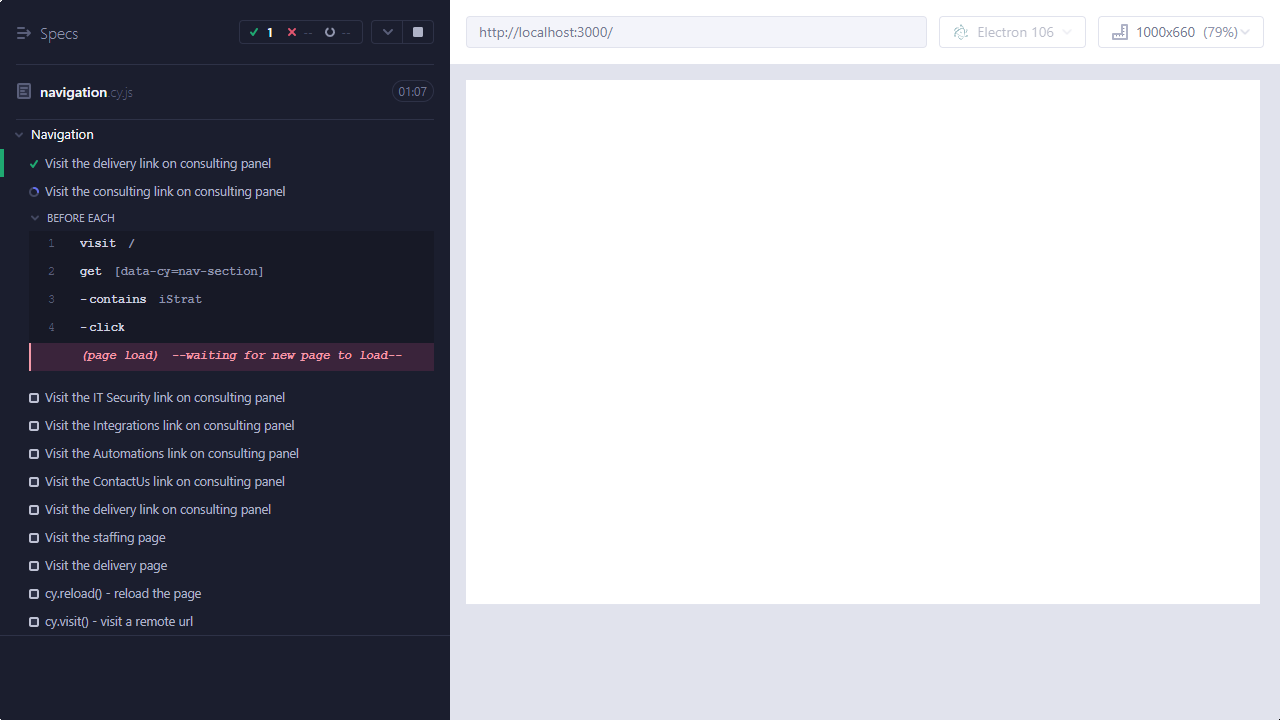 Specs
1 -- --
http://localhost:3000/
Electron 106
1000x660 (79%)
navigation.cy.js
01:07
Navigation
Visit the delivery link on consulting panel
Visit the consulting link on consulting panel
BEFORE EACH
1 visit /
2 get [data-cy=nav-section]
3 -contains iStrat
4 -click
(page load) --waiting for new page to load--
Visit the IT Security link on consulting panel
Visit the Integrations link on consulting panel
Visit the Automations link on consulting panel
Visit the ContactUs link on consulting panel
Visit the delivery link on consulting panel
Visit the staffing page
Visit the delivery page
cy.reload() - reload the page
cy.visit() - visit a remote url